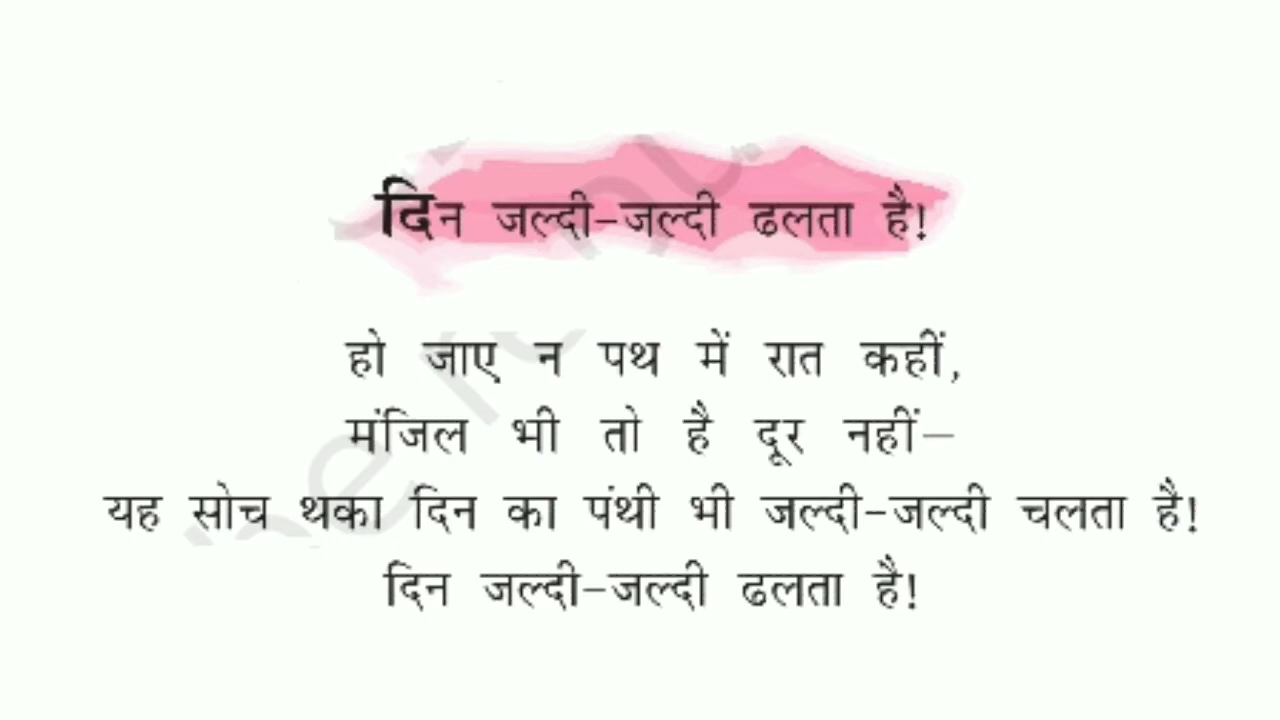 दिन जल्दी-जल्दी ढलता है!
हो जाए न पथ में रात कहीं,
मंजिल भी तो है दूर नहीं—
यह सोच थका दिन का पंथी भी जल्दी-जल्दी चलता है!
दिन जल्दी-जल्दी ढलता है!